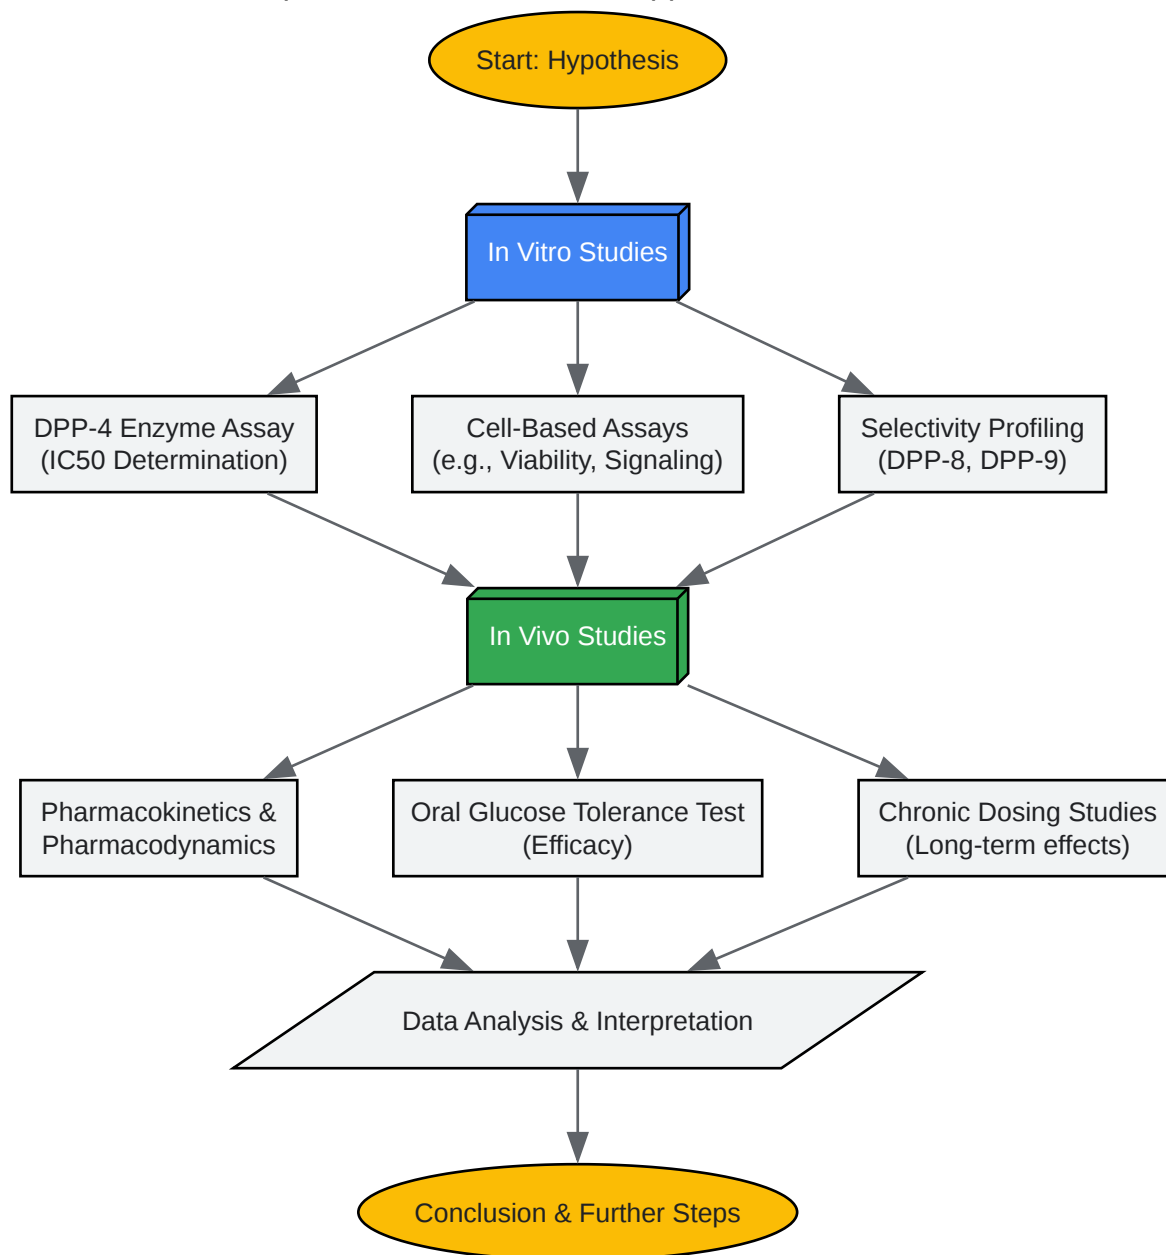 Start: Hypothesis
In Vitro Studies
DPP-4 Enzyme Assay
(IC50 Determination)
Cell-Based Assays
(e.g., Viability, Signaling)
Selectivity Profiling
(DPP-8, DPP-9)
In Vivo Studies
Pharmacokinetics &
Pharmacodynamics
Oral Glucose Tolerance Test
(Efficacy)
Chronic Dosing Studies
(Long-term effects)
Data Analysis & Interpretation
Conclusion & Further Steps